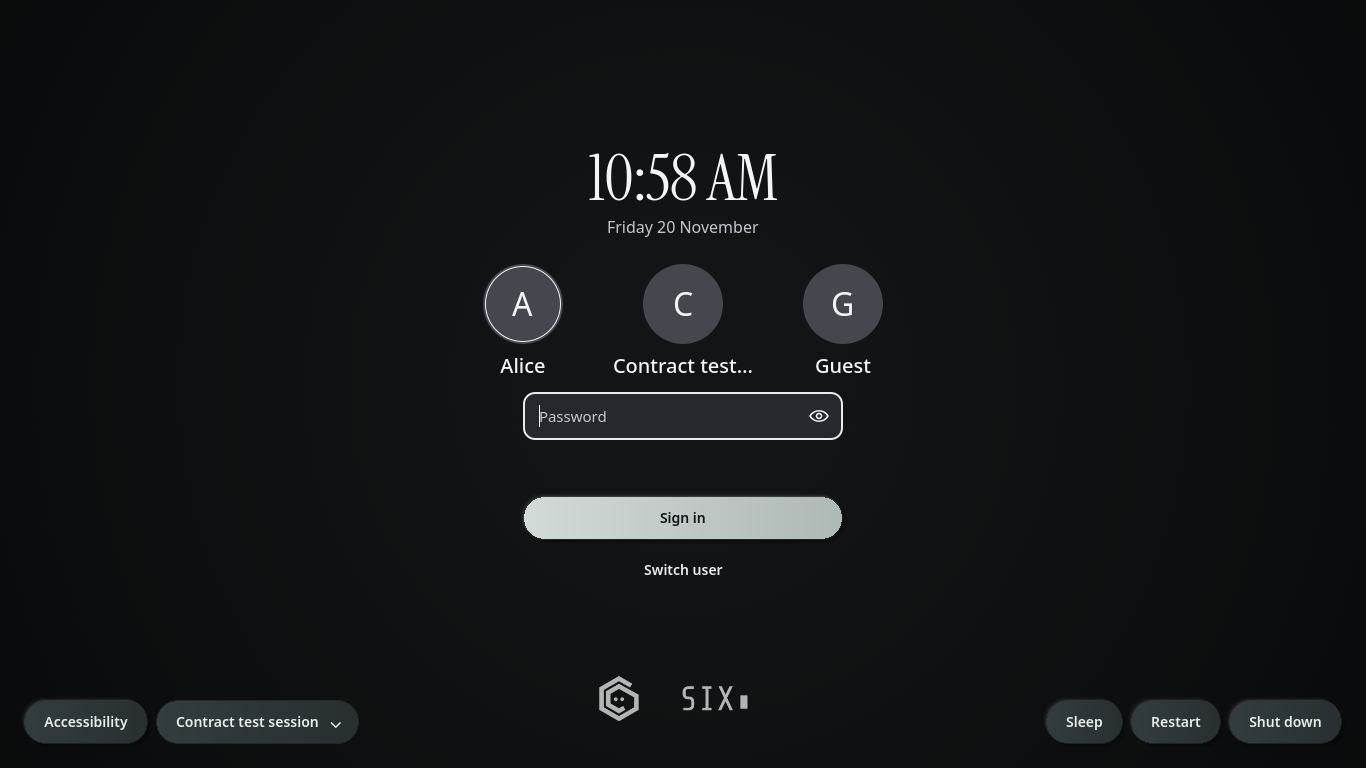 10:58 AM
Friday 20 November
A
C
G
Alice
Contract test...
Guest
Password
Sign in
Switch user
SIX
Accessibility
Contract test session
Sleep
Restart
Shut down